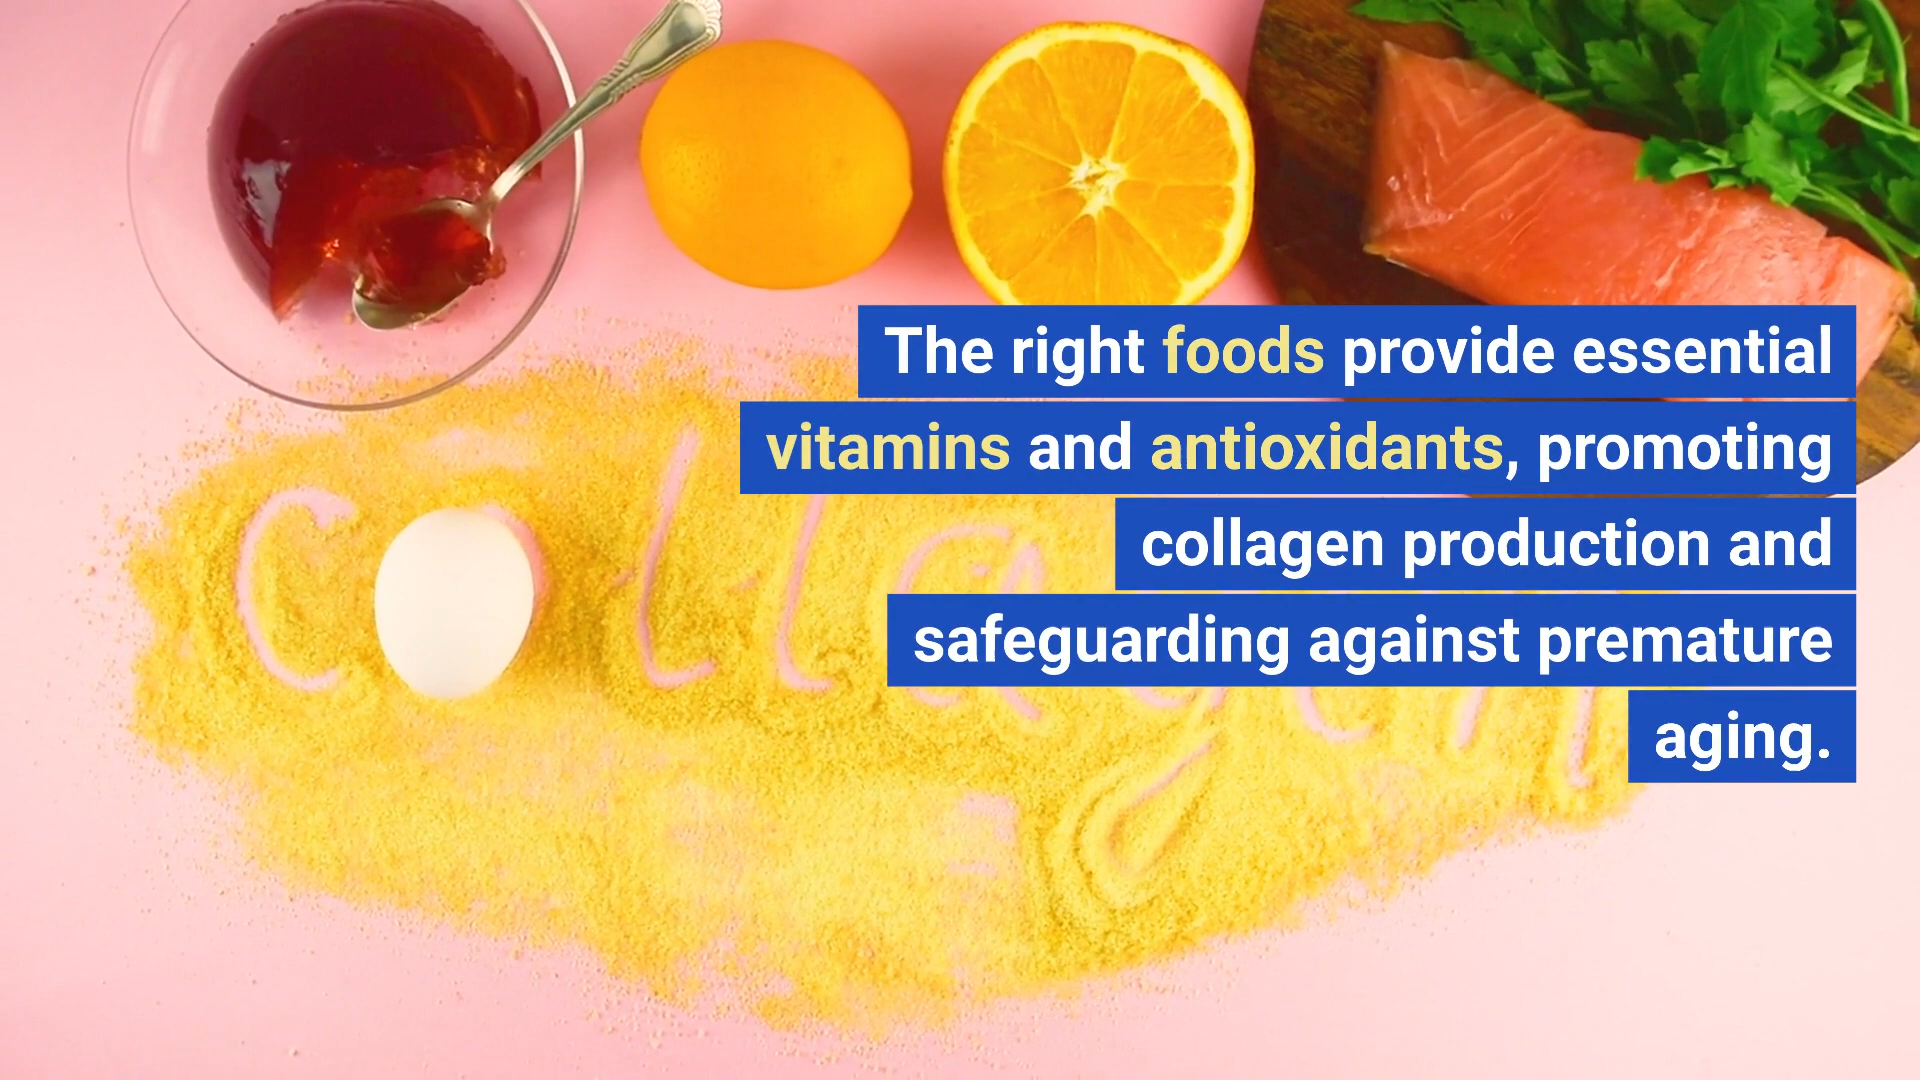 The right foods provide essential
vitamins and antioxidants, promoting
collagen production and
safeguarding against premature
aging.